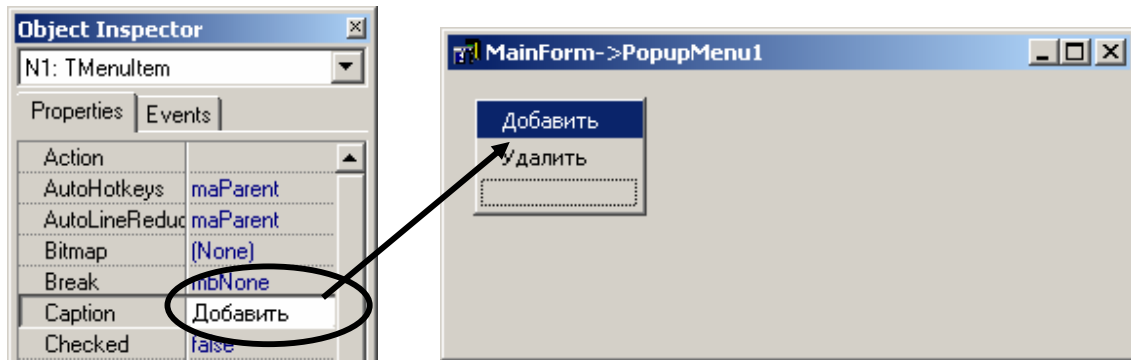 Object Inspector
N1: TMenuItem
Properties Events
Action
AutoHotkeys maParent
AutoLineReduc maParent
Bitmap (None)
Break mbNone
Caption Добавить
Checked false
MainForm->PopupMenu1
Добавить
Удалить